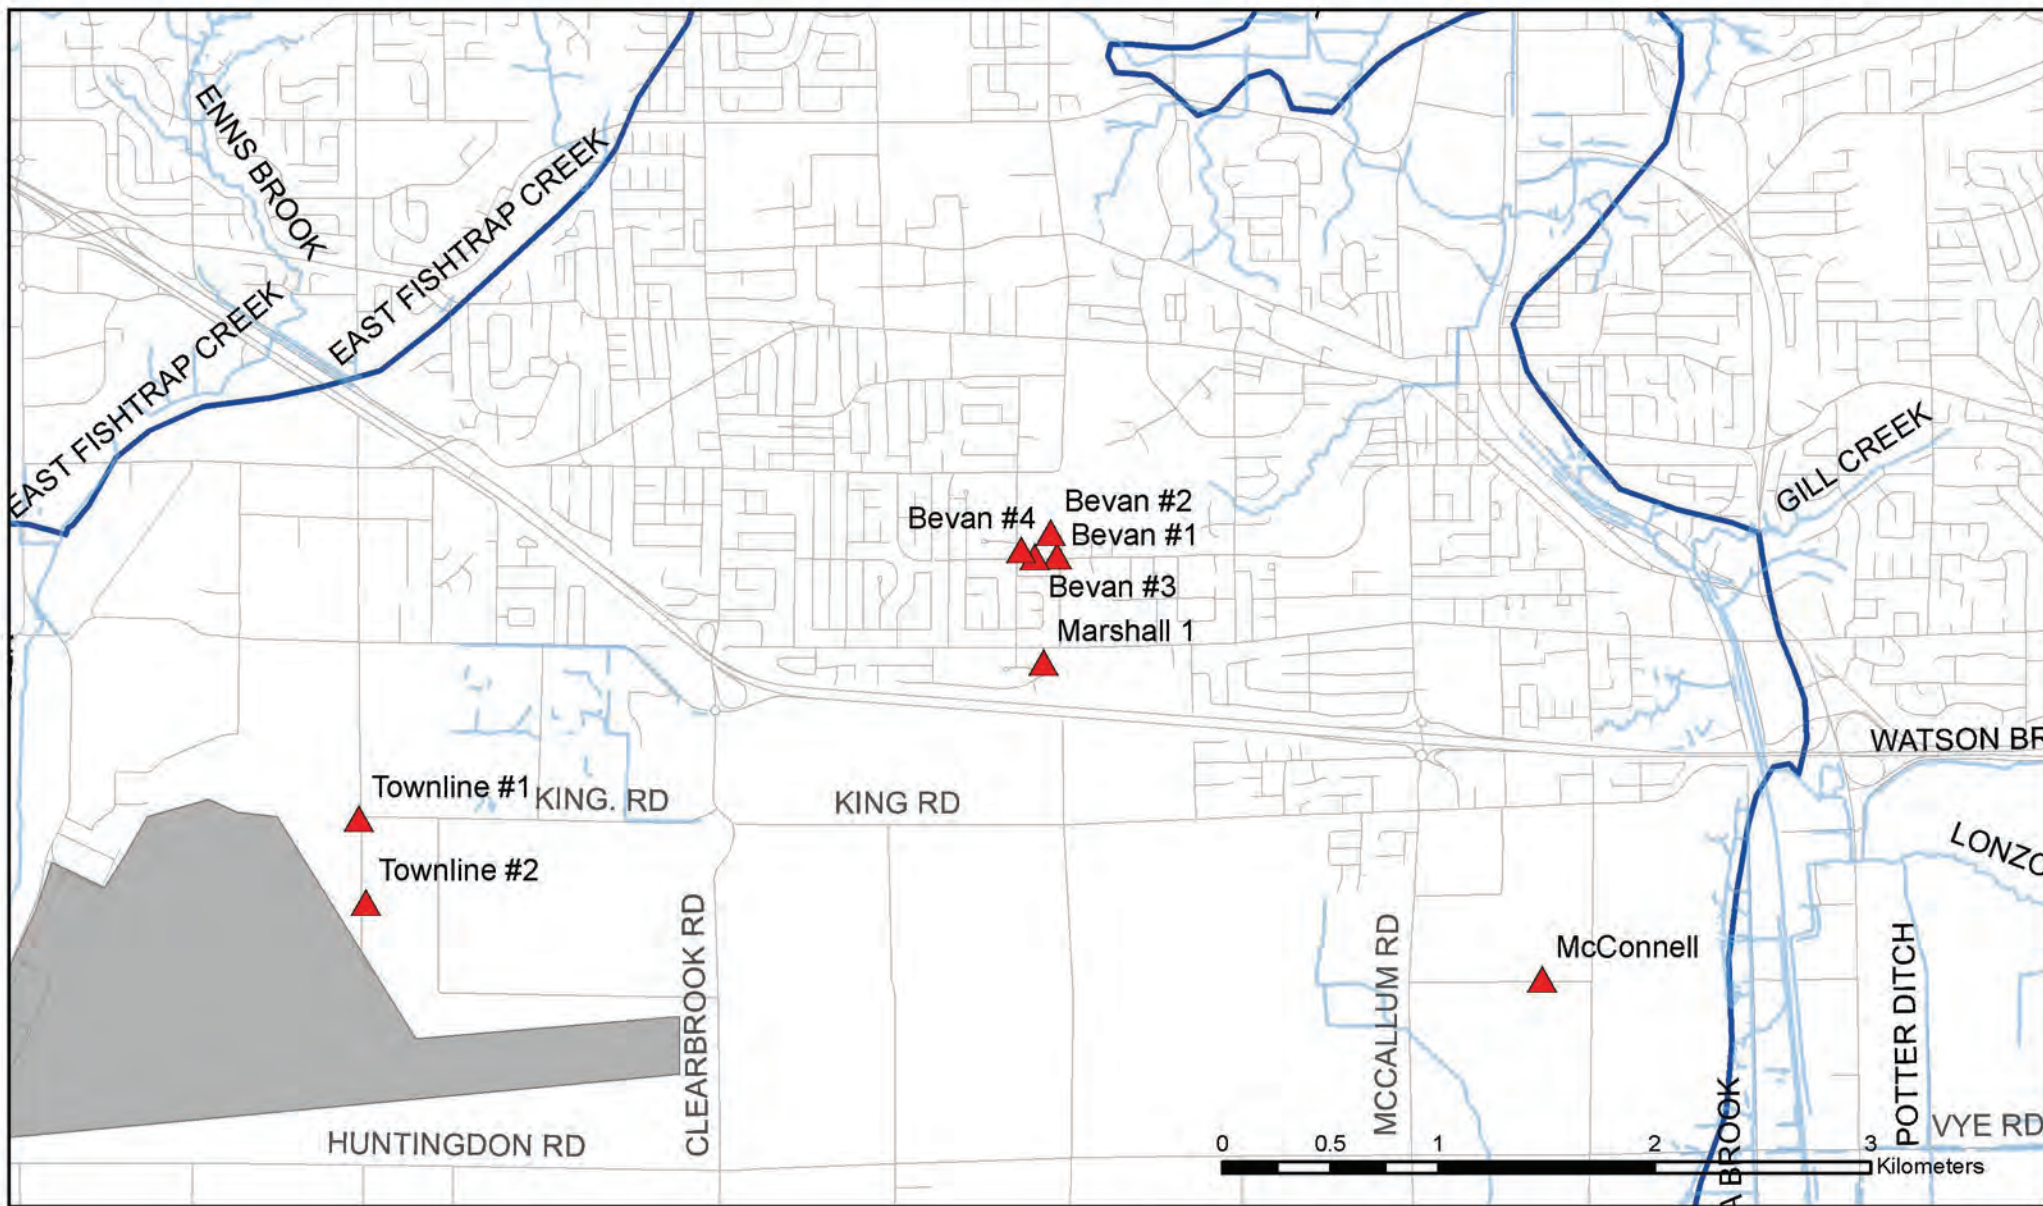 ENNS BROOK
EAST FISHTRAP CREEK
EAST FISHTRAP CREEK
GILL CREEK
Bevan #2
Bevan #4
Bevan #1
Bevan #3
Marshall 1
WATSON BR
Townline #1
KING. RD
KING RD
LONZO
Townline #2
McConnell
CLEARBROOK RD
MCCALLUM RD
POTTER DITCH
A BROOK
HUNTINGDON RD
VYE RD
0 0.5 1 2 3
Kilometers